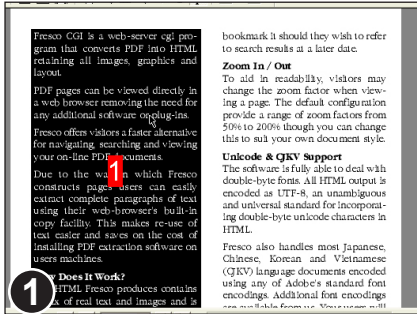 Fresco CGI is a web-server cgi pro-
gram that converts PDF into HTML
retaining all images, graphics and
layout.
PDF pages can be viewed directly in
a web browser removing the need for
any additional software or plug-ins.
Fresco offers visitors a faster alternative
for navigating, searching and viewing
your on-line PDF documents.
Due to the way in which Fresco
constructs pages users can easily
extract complete paragraphs of text
using their web-browser's built-in
copy facility. This makes re-use of
text easier and saves on the cost of
installing PDF extraction software on
users machines.
Does It Work?
HTML Fresco produces contains
of real text and images and is
1
1
bookmark it should they wish to refer
to search results at a later date.
Zoom In / Out
To aid in readability, visitors may
change the zoom factor when view-
ing a page. The default configuration
provide a range of zoom factors from
50% to 200% though you can change
this to suit your own document style.
Unicode & CJKV Support
The software is fully able to deal with
double-byte fonts. All HTML output is
encoded as UTF-8, an unambiguous
and universal standard for incorporat-
ing double-byte unicode characters in
HTML.
Fresco also handles most Japanese,
Chinese, Korean and Vietnamese
(CJKV) language documents encoded
using any of Adobe's standard font
encodings. Additional font encodings
are available from us. Your users will